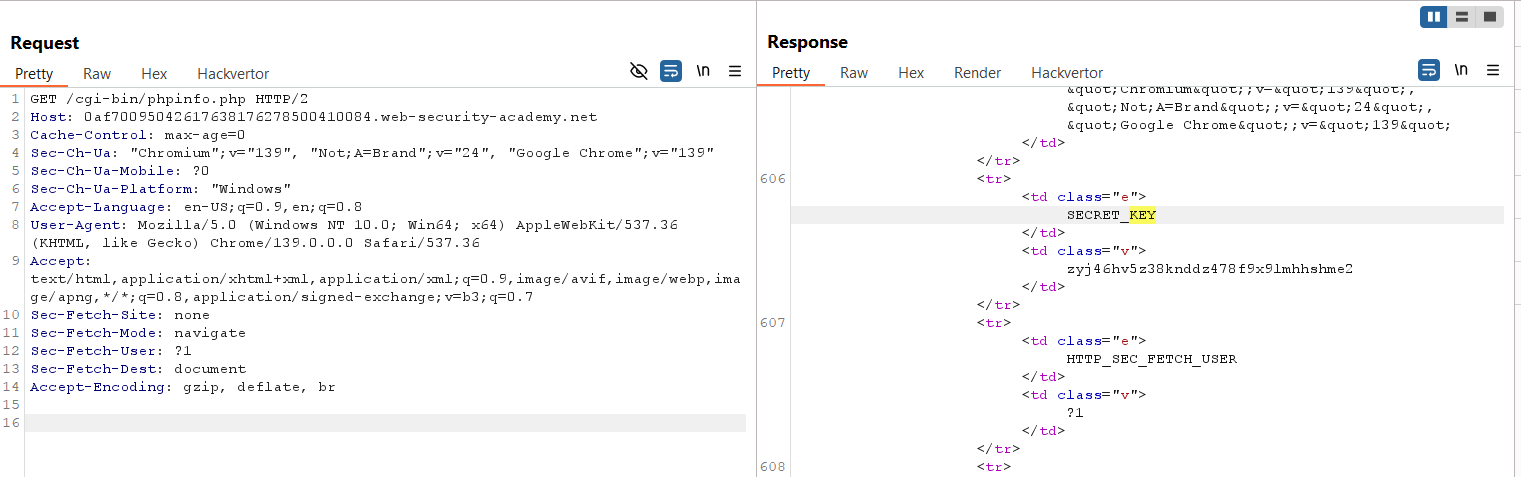 Request
Pretty Raw Hex Hackvertor \n
1 GET /cgi-bin/phpinfo.php HTTP/2
2 Host: 0af70095042617638176278500410084.web-security-academy.net
3 Cache-Control: max-age=0
4 Sec-Ch-Ua: "Chromium";v="139", "Not;A=Brand";v="24", "Google Chrome";v="139"
5 Sec-Ch-Ua-Mobile: ?0
6 Sec-Ch-Ua-Platform: "Windows"
7 Accept-Language: en-US;q=0.9,en;q=0.8
8 User-Agent: Mozilla/5.0 (Windows NT 10.0; Win64; x64) AppleWebKit/537.36
(KHTML, like Gecko) Chrome/139.0.0.0 Safari/537.36
9 Accept:
text/html,application/xhtml+xml,application/xml;q=0.9,image/avif,image/webp,ima
ge/apng,*/*;q=0.8,application/signed-exchange;v=b3;q=0.7
10 Sec-Fetch-Site: none
11 Sec-Fetch-Mode: navigate
12 Sec-Fetch-User: ?1
13 Sec-Fetch-Dest: document
14 Accept-Encoding: gzip, deflate, br
15
16
Response
Pretty Raw Hex Render Hackvertor \n
&quot;Chromium&quot;;v=&quot;139&quot;,
&quot;Not;A=Brand&quot;;v=&quot;24&quot;,
&quot;Google Chrome&quot;;v=&quot;139&quot;
</td>
</tr>
606 <tr>
<td class="e">
SECRET_KEY
</td>
<td class="v">
zyj46hv5z38knddz478f9x9lmhhshme2
</td>
</tr>
607 <tr>
<td class="e">
HTTP_SEC_FETCH_USER
</td>
<td class="v">
?1
</td>
</tr>
608 <tr>